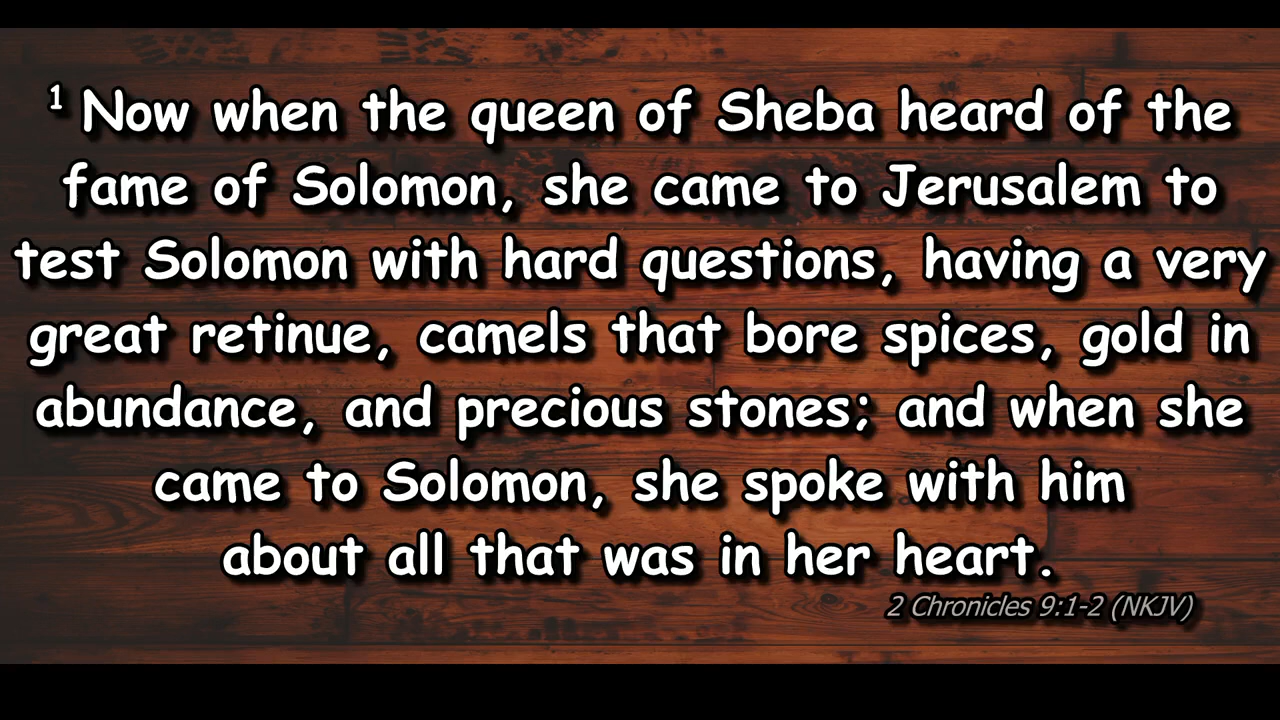 ¹ Now when the queen of Sheba heard of the
fame of Solomon, she came to Jerusalem to
test Solomon with hard questions, having a very
great retinue, camels that bore spices, gold in
abundance, and precious stones; and when she
came to Solomon, she spoke with him
about all that was in her heart.
2 Chronicles 9:1-2 (NKJV)